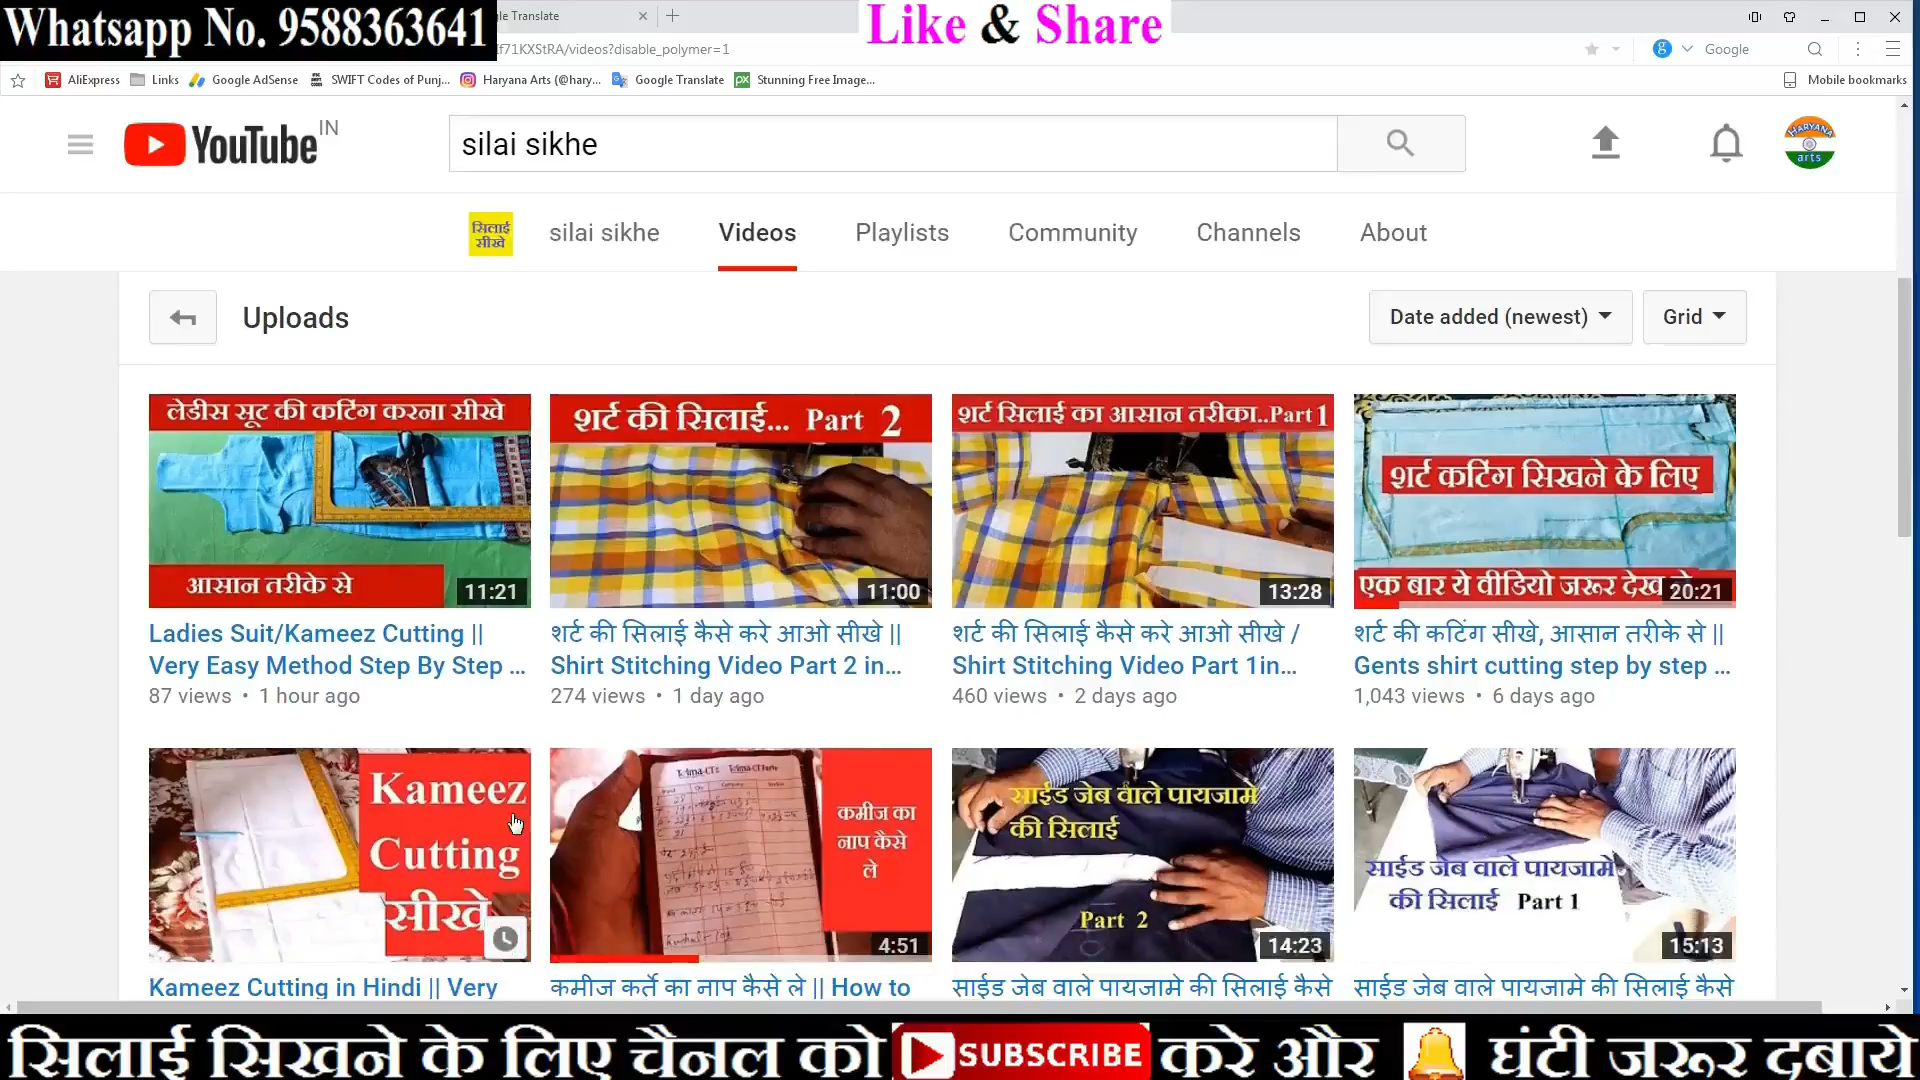 Whatsapp No. 9588363641
gle Translate
Like & Share
f71KXStRA/videos?disable_polymer=1
Google
AliExpress
Links
Google AdSense
SWIFT Codes of Punj...
Haryana Arts (@hary...
Google Translate
Stunning Free Image...
Mobile bookmarks
YouTube IN
silai sikhe
HARYANA
arts
सिलाई
सीखे
silai sikhe
Videos
Playlists
Community
Channels
About
Uploads
Date added (newest)
Grid
लेडीस सूट की कटिंग करना सीखे
आसान तरीके से
11:21
Ladies Suit/Kameez Cutting ||
Very Easy Method Step By Step ...
87 views • 1 hour ago
शर्ट की सिलाई... Part 2
11:00
शर्ट की सिलाई कैसे करे आओ सीखे ||
Shirt Stitching Video Part 2 in...
274 views • 1 day ago
शर्ट सिलाई का आसान तरीका..Part 1
13:28
शर्ट की सिलाई कैसे करे आओ सीखे /
Shirt Stitching Video Part 1in...
460 views • 2 days ago
शर्ट कटिंग सिखने के लिए
एक बार ये वीडियो जरूर देख
20:21
शर्ट की कटिंग सीखे, आसान तरीके से ||
Gents shirt cutting step by step ...
1,043 views • 6 days ago
Kameez
Cutting
सीखे
Kameez Cutting in Hindi || Very
कमीज का
नाप कैसे
ले
4:51
कमीज कुर्ते का नाप कैसे ले || How to
साईड जेब वाले पायजामे
की सिलाई
Part 2
14:23
साईड जेब वाले पायजामे की सिलाई कैसे
साईड जेब वाले पायजामे
की सिलाई Part 1
15:13
साईड जेब वाले पायजामे की सिलाई कैसे
सिलाई सिखने के लिए चैनल को SUBSCRIBE करे और घंटी जरूर दबाये